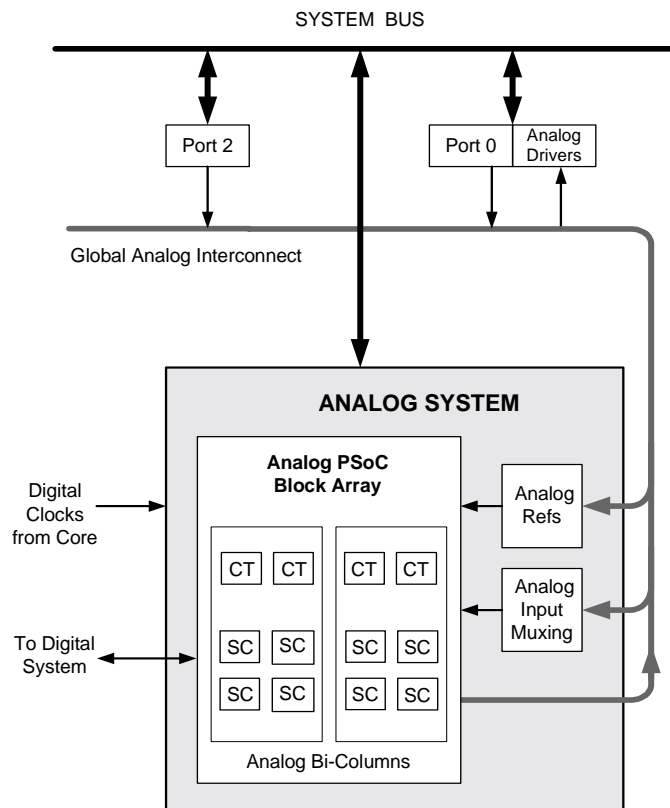 SYSTEM BUS
Port 2
Port 0
Analog
Drivers
Global Analog Interconnect
ANALOG SYSTEM
Analog PSoC
Block Array
Digital
Clocks
from Core
Analog
Refs
CT CT CT CT
Analog
Input
Muxing
To Digital
System
SC SC SC SC
SC SC SC SC
Analog Bi-Columns